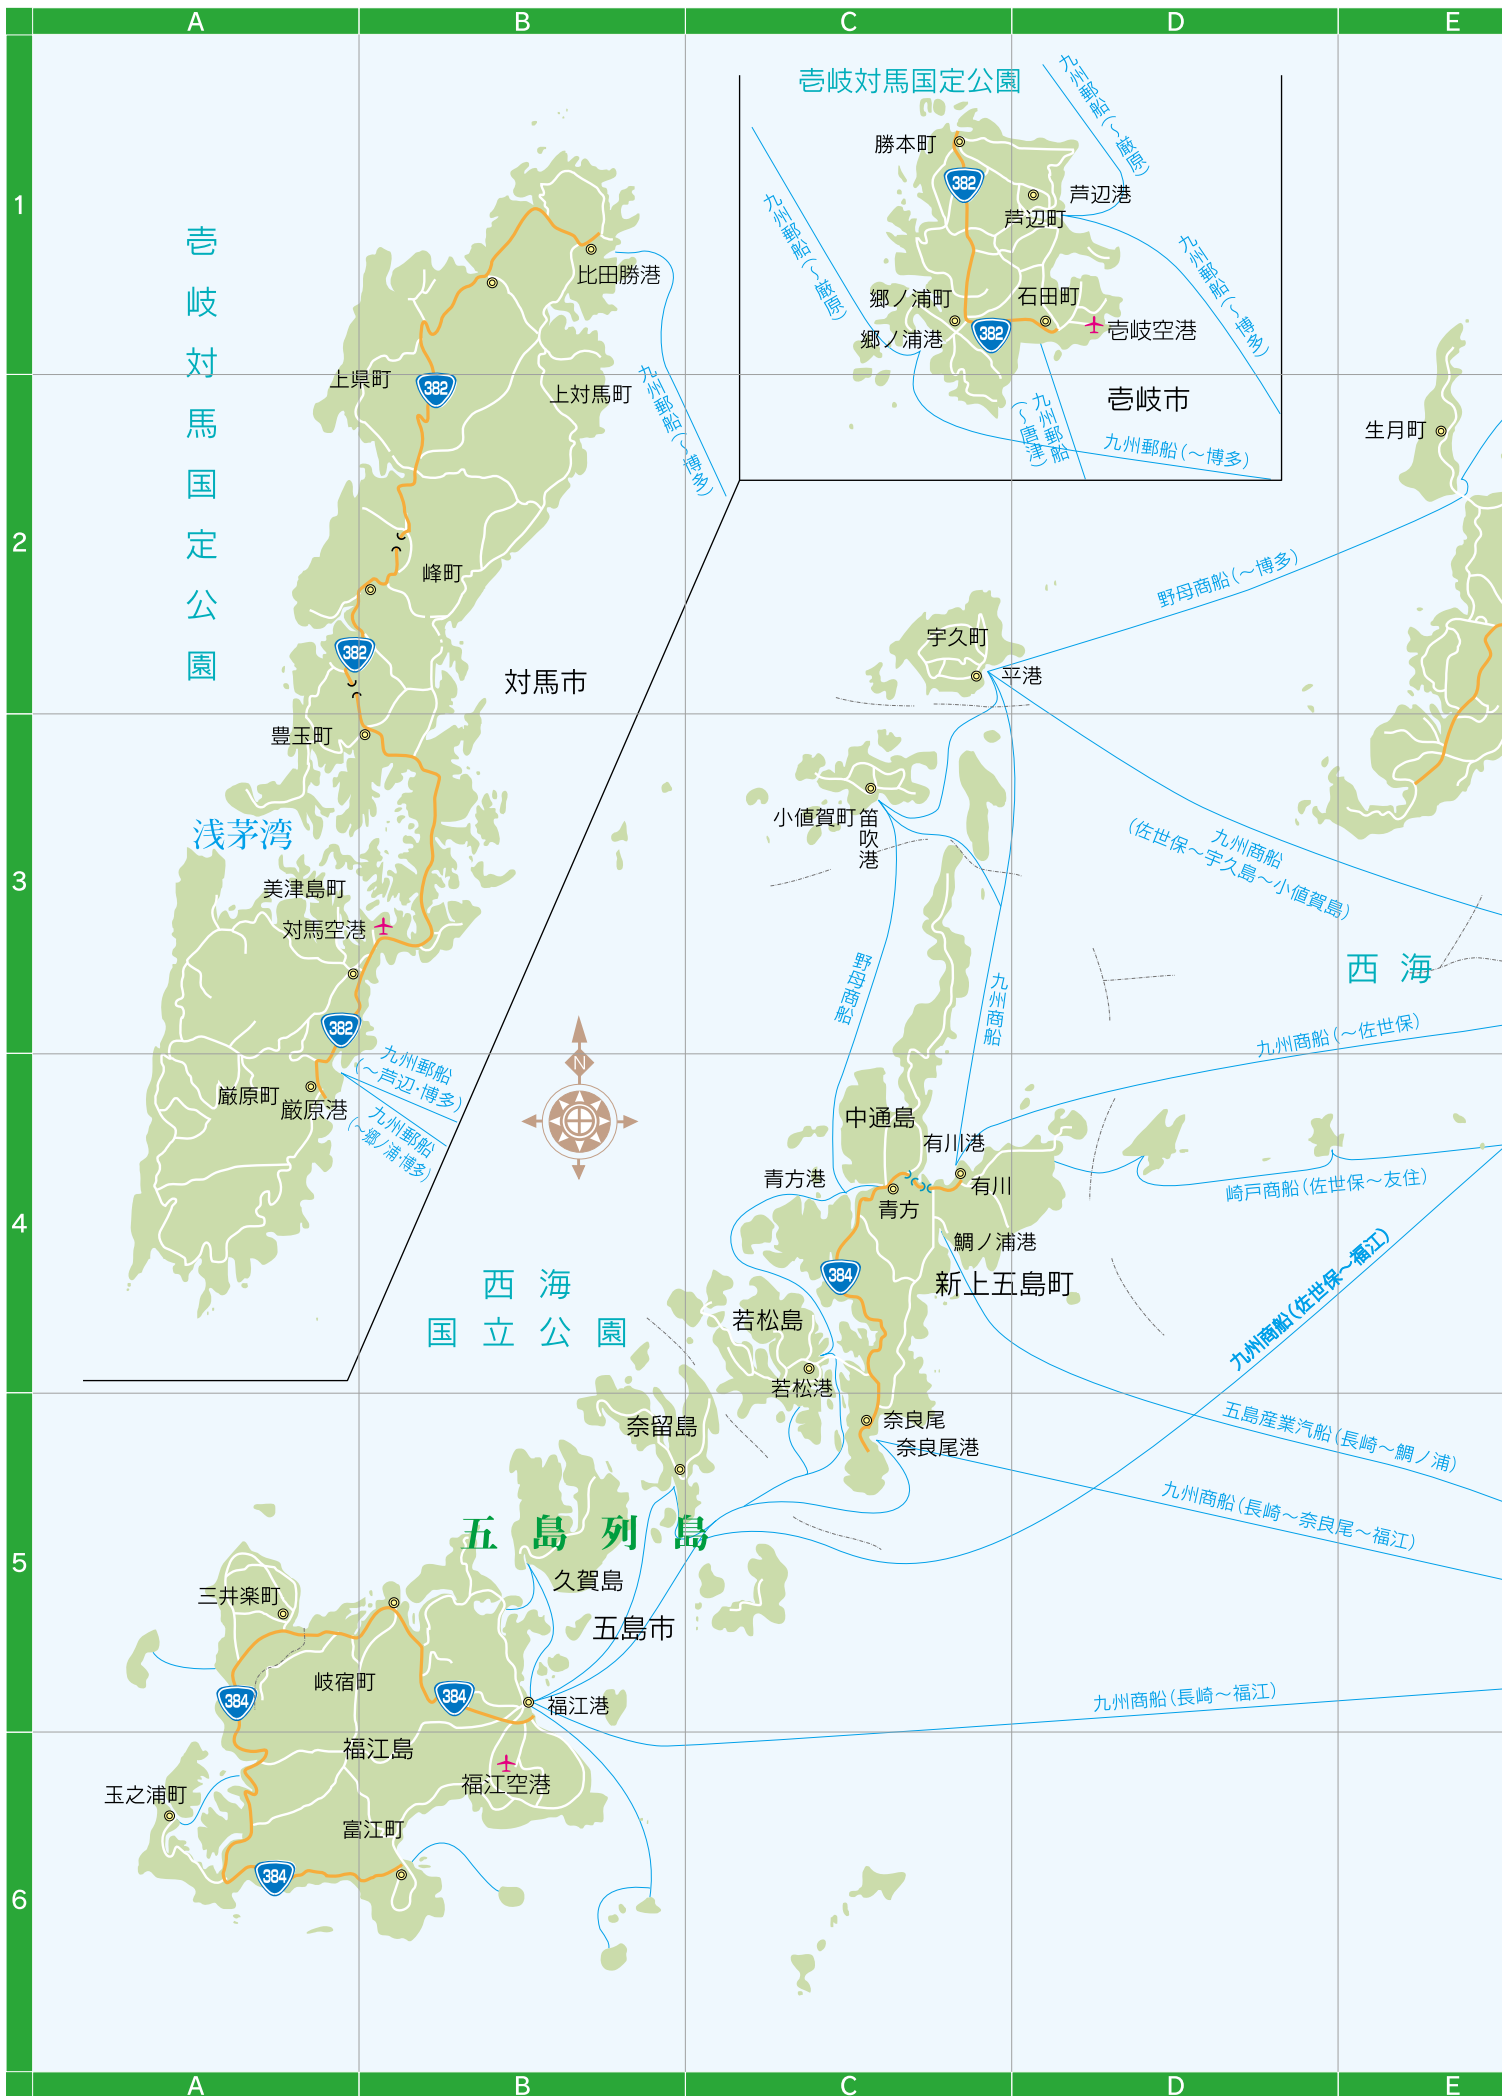 A
B
C
D
E
1
2
3
4
5
6
壱岐対馬国定公園
壱岐対馬国定公園
勝本町
382
芦辺港
芦辺町
郷ノ浦町
石田町
382
郷ノ浦港
壱岐空港
壱岐市
九州郵船(～厳原)
九州郵船(～厳原)
九州郵船(～博多)
九州郵船
(～唐津)
九州郵船(～博多)
比田勝港
上県町
382
上対馬町
九州郵船(～博多)
峰町
382
対馬市
豊玉町
浅茅湾
美津島町
対馬空港
382
厳原町
厳原港
九州郵船
(～芦辺・博多)
九州郵船
(～郷ノ浦・博多)
N
生月町
野母商船(～博多)
宇久町
平港
小値賀町
笛吹港
九州商船
(佐世保～宇久島～小値賀島)
西海
野母商船
九州商船
九州商船(～佐世保)
中通島
有川港
青方港
有川
青方
鯛ノ浦港
384
新上五島町
崎戸商船(佐世保～友住)
九州商船(佐世保～福江)
西海
国立公園
若松島
若松港
奈良尾
奈良尾港
奈留島
五島産業汽船(長崎～鯛ノ浦)
九州商船(長崎～奈良尾～福江)
五島列島
久賀島
五島市
三井楽町
岐宿町
384
384
福江港
九州商船(長崎～福江)
福江島
福江空港
玉之浦町
富江町
384
A
B
C
D
E